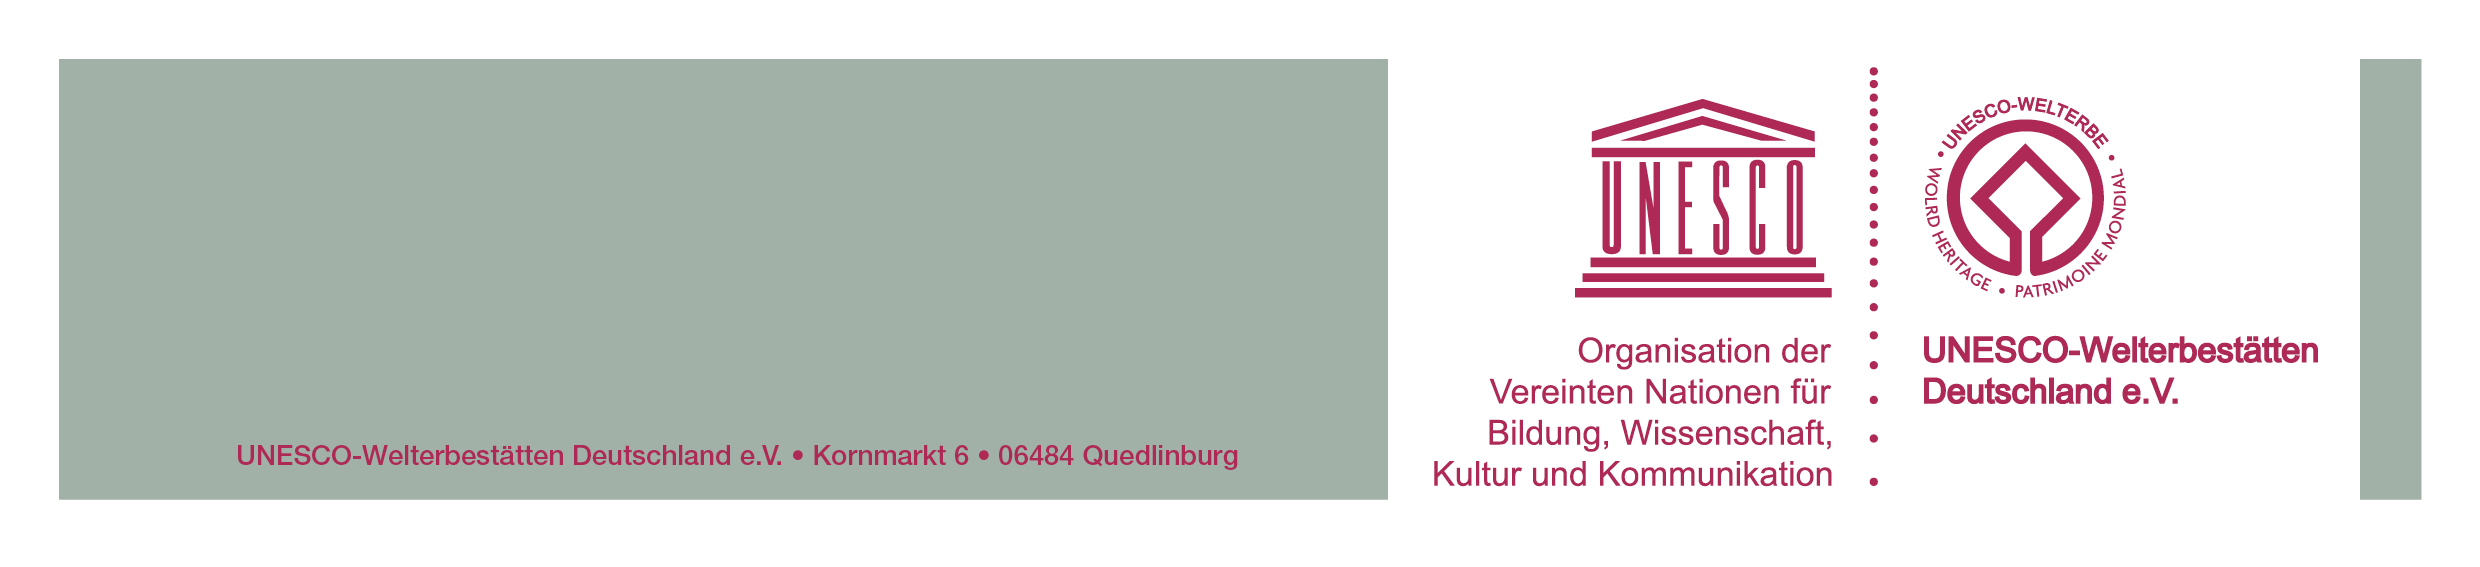 UNESCO-Welterbestätten Deutschland e.V. • Kornmarkt 6 • 06484 Quedlinburg
UNESCO
Organisation der
Vereinten Nationen für
Bildung, Wissenschaft,
Kultur und Kommunikation
• UNESCO-WELTERBE •
WOLRD HERITAGE • PATRIMOINE MONDIAL
UNESCO-Welterbestätten
Deutschland e.V.